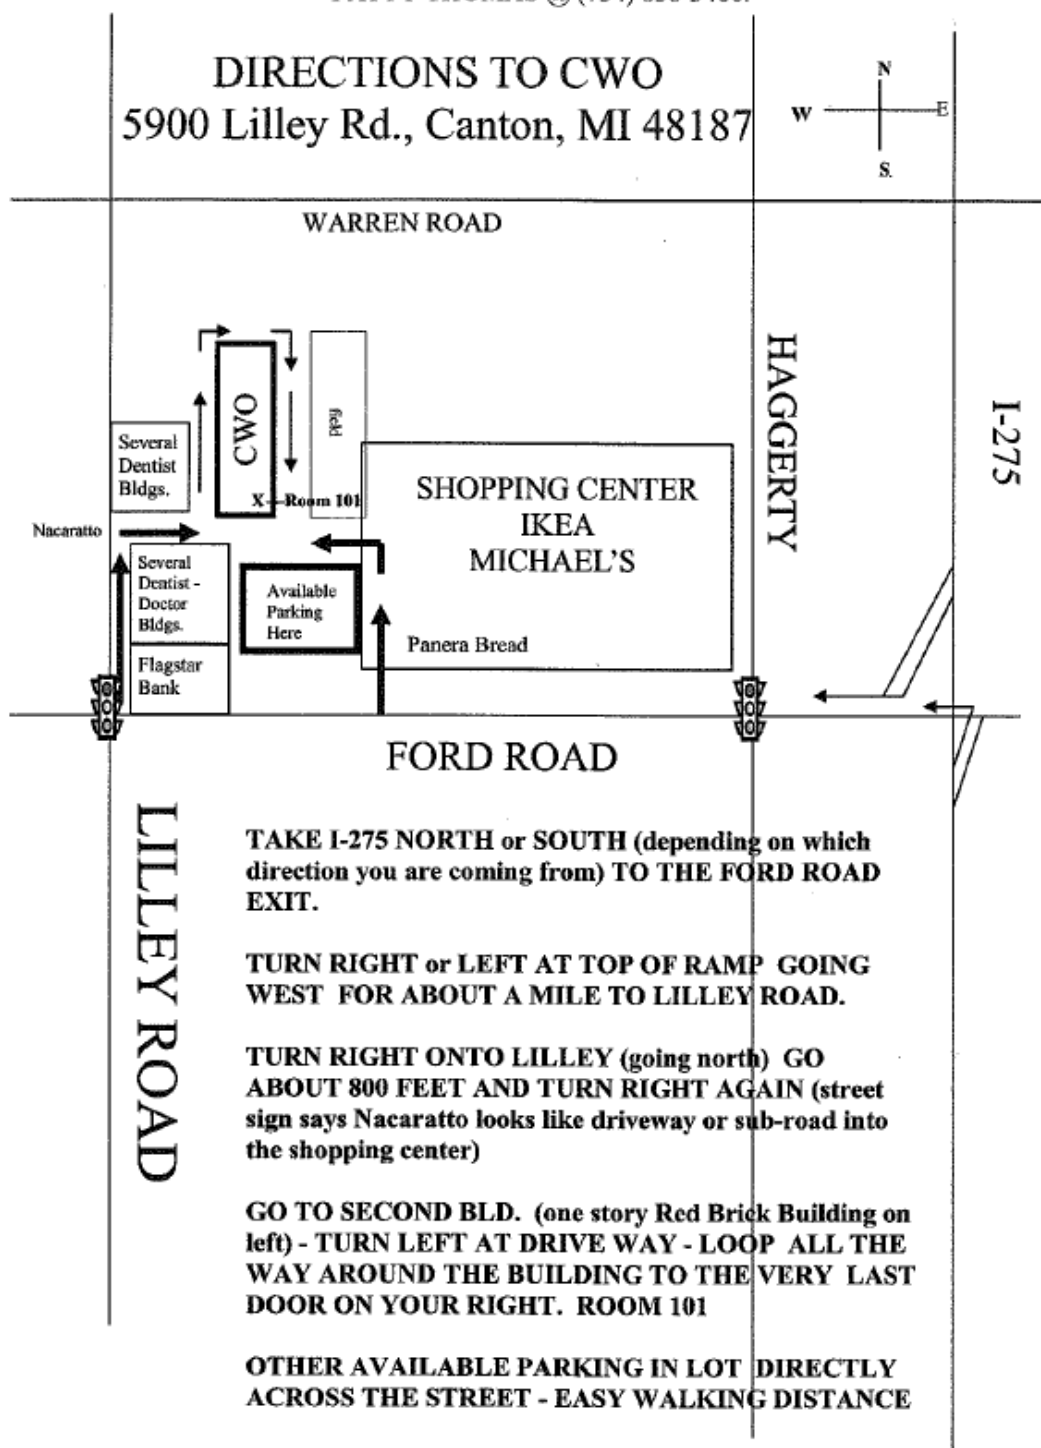 DIRECTIONS TO CWO
5900 Lilley Rd., Canton, MI 48187
N
W
E
S.
WARREN ROAD
HAGGERTY
I-275
CWO
field
Several
Dentist
Bldgs.
X—Room 101
SHOPPING CENTER
IKEA
MICHAEL'S
Nacaratto
Several
Dentist -
Doctor
Bldgs.
Available
Parking
Here
Panera Bread
Flagstar
Bank
FORD ROAD
LILLEY ROAD
TAKE I-275 NORTH or SOUTH (depending on which
direction you are coming from) TO THE FORD ROAD
EXIT.
TURN RIGHT or LEFT AT TOP OF RAMP GOING
WEST FOR ABOUT A MILE TO LILLEY ROAD.
TURN RIGHT ONTO LILLEY (going north) GO
ABOUT 800 FEET AND TURN RIGHT AGAIN (street
sign says Nacaratto looks like driveway or sub-road into
the shopping center)
GO TO SECOND BLD. (one story Red Brick Building on
left) - TURN LEFT AT DRIVE WAY - LOOP ALL THE
WAY AROUND THE BUILDING TO THE VERY LAST
DOOR ON YOUR RIGHT. ROOM 101
OTHER AVAILABLE PARKING IN LOT DIRECTLY
ACROSS THE STREET - EASY WALKING DISTANCE